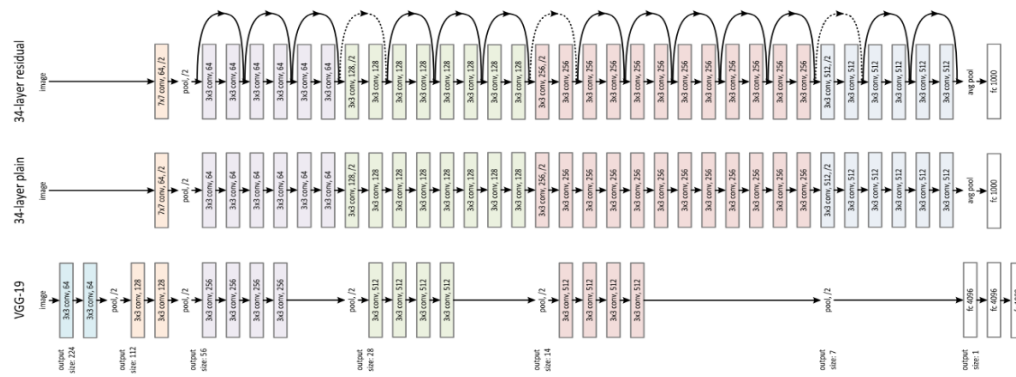 output
size: 224
output
size: 112
output
size: 56
output
size: 28
output
size: 14
output
size: 7
output
size: 1
VGG-19
image
3x3 conv, 64
3x3 conv, 64
pool, /2
3x3 conv, 128
3x3 conv, 128
pool, /2
3x3 conv, 256
3x3 conv, 256
3x3 conv, 256
3x3 conv, 256
pool, /2
3x3 conv, 512
3x3 conv, 512
3x3 conv, 512
3x3 conv, 512
pool, /2
3x3 conv, 512
3x3 conv, 512
3x3 conv, 512
3x3 conv, 512
pool, /2
fc 4096
fc 4096
34-layer plain
image
7x7 conv, 64, /2
pool, /2
3x3 conv, 64
3x3 conv, 64
3x3 conv, 64
3x3 conv, 64
3x3 conv, 64
3x3 conv, 64
3x3 conv, 128, /2
3x3 conv, 128
3x3 conv, 128
3x3 conv, 128
3x3 conv, 128
3x3 conv, 128
3x3 conv, 128
3x3 conv, 128
3x3 conv, 256, /2
3x3 conv, 256
3x3 conv, 256
3x3 conv, 256
3x3 conv, 256
3x3 conv, 256
3x3 conv, 256
3x3 conv, 256
3x3 conv, 256
3x3 conv, 256
3x3 conv, 256
3x3 conv, 256
3x3 conv, 512, /2
3x3 conv, 512
3x3 conv, 512
3x3 conv, 512
3x3 conv, 512
3x3 conv, 512
avg pool
fc 1000
34-layer residual
image
7x7 conv, 64, /2
pool, /2
3x3 conv, 64
3x3 conv, 64
3x3 conv, 64
3x3 conv, 64
3x3 conv, 64
3x3 conv, 64
3x3 conv, 128, /2
3x3 conv, 128
3x3 conv, 128
3x3 conv, 128
3x3 conv, 128
3x3 conv, 128
3x3 conv, 128
3x3 conv, 128
3x3 conv, 256, /2
3x3 conv, 256
3x3 conv, 256
3x3 conv, 256
3x3 conv, 256
3x3 conv, 256
3x3 conv, 256
3x3 conv, 256
3x3 conv, 256
3x3 conv, 256
3x3 conv, 256
3x3 conv, 256
3x3 conv, 512, /2
3x3 conv, 512
3x3 conv, 512
3x3 conv, 512
3x3 conv, 512
3x3 conv, 512
avg pool
fc 1000